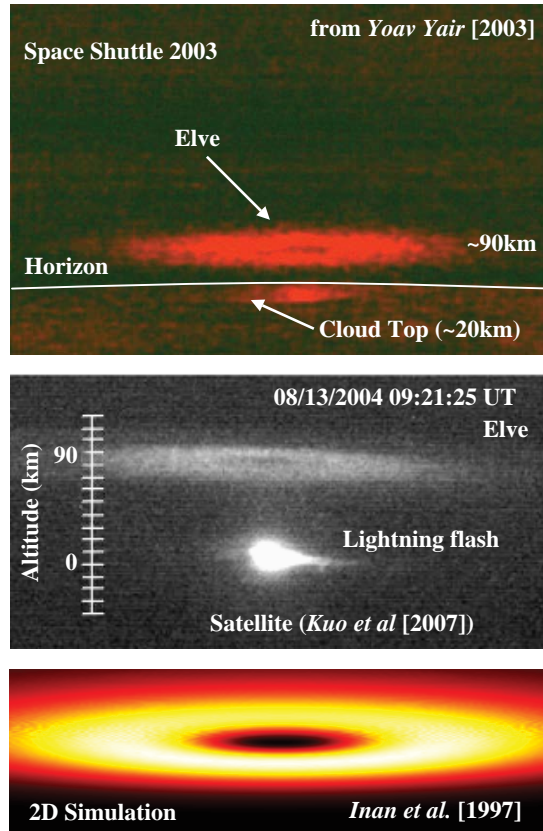 from Yoav Yair [2003]
Space Shuttle 2003
Elve
~90km
Horizon
Cloud Top (~20km)
08/13/2004 09:21:25 UT
Elve
90
Altitude (km)
Lightning flash
0
Satellite (Kuo et al [2007])
2D Simulation
Inan et al. [1997]